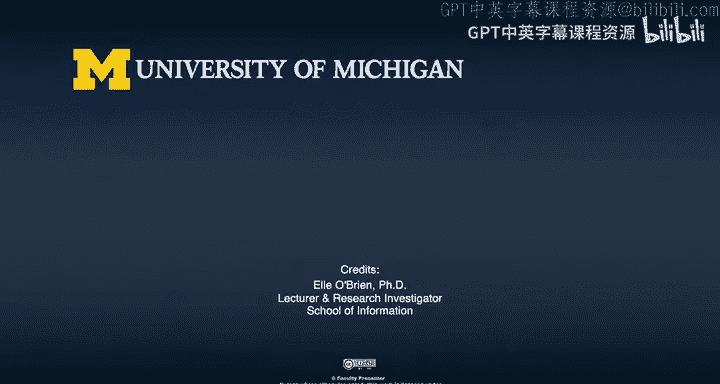 GPT中英字幕课程资源@bilibili.com
GPT中英字幕课程资源 bilibili
M UNIVERSITY OF MICHIGAN
Credits:
Elle O'Brien, Ph.D.
Lecturer & Research Investigator
School of Information
© Faculty Presenter